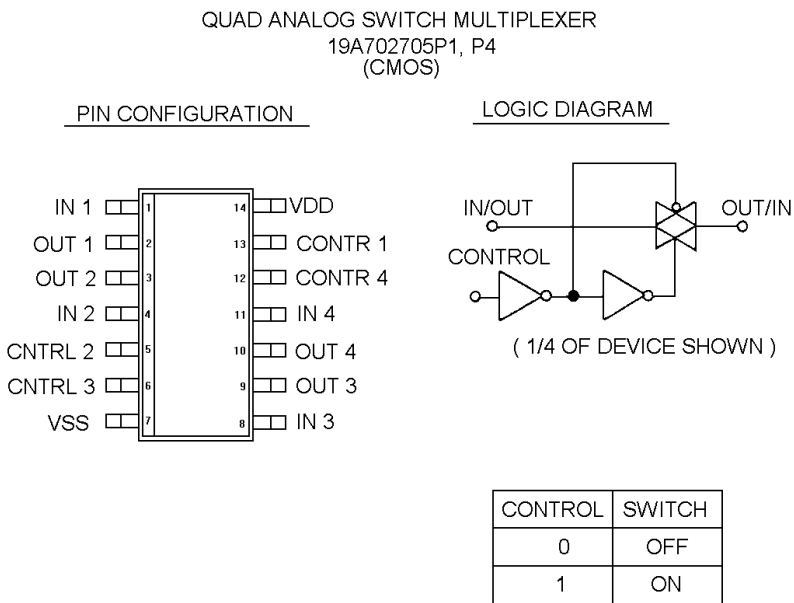 QUAD ANALOG SWITCH MULTIPLEXER
19A702705P1, P4
(CMOS)
PIN CONFIGURATION
IN 1 1 14 VDD
OUT 1 2 13 CONTR 1
OUT 2 3 12 CONTR 4
IN 2 4 11 IN 4
CNTRL 2 5 10 OUT 4
CNTRL 3 6 9 OUT 3
VSS 7 8 IN 3
LOGIC DIAGRAM
IN/OUT OUT/IN
CONTROL
( 1/4 OF DEVICE SHOWN )
CONTROL SWITCH
0 OFF
1 ON